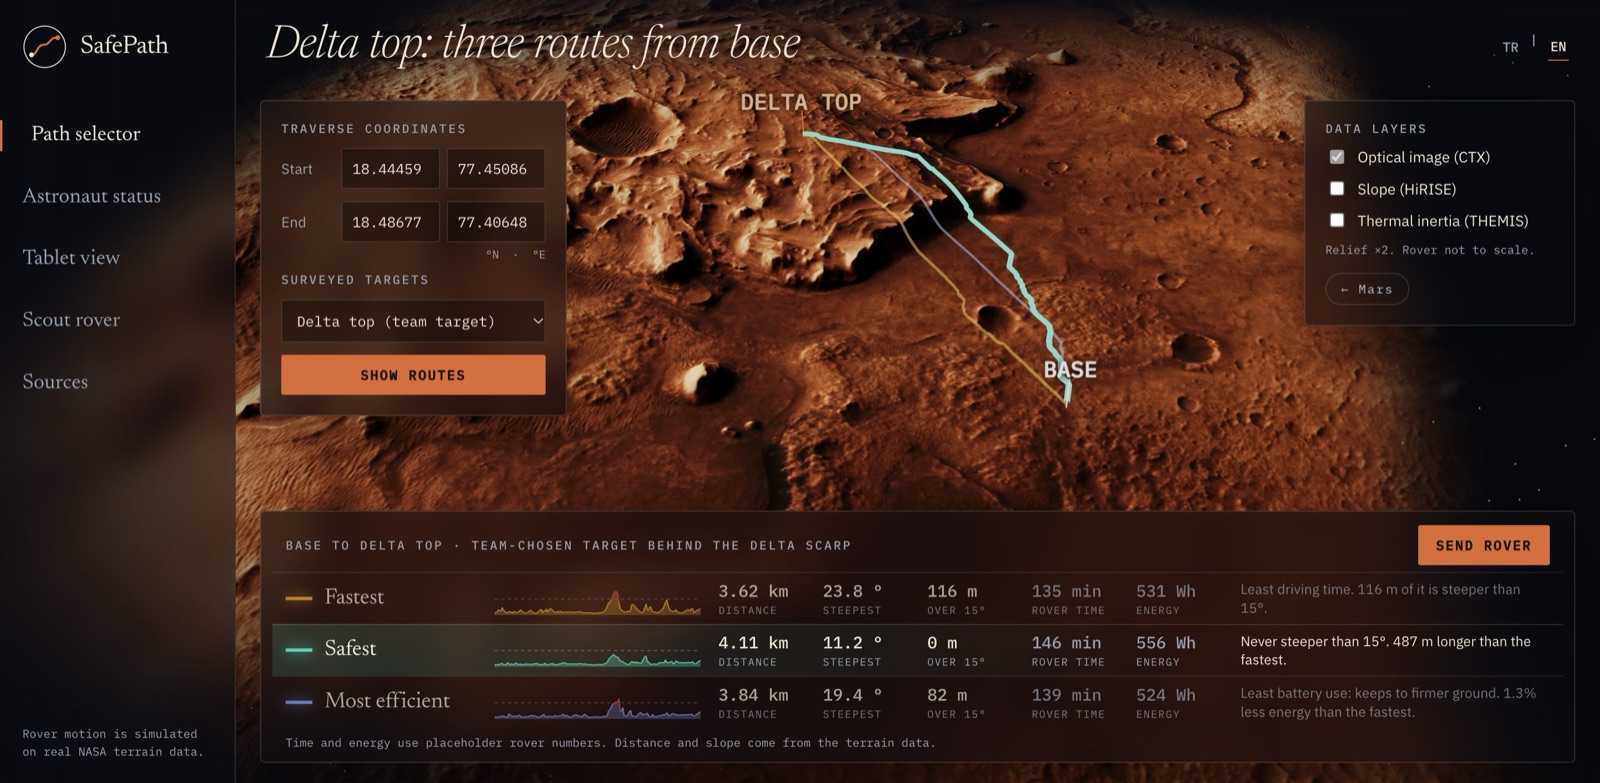 SafePath
Path selector
Astronaut status
Tablet view
Scout rover
Sources
Rover motion is simulated
on real NASA terrain data.
Delta top: three routes from base
TR | EN
TRAVERSE COORDINATES
Start 18.44459 77.45086
End 18.48677 77.40648
°N · °E
SURVEYED TARGETS
Delta top (team target)
SHOW ROUTES
DELTA TOP
BASE
DATA LAYERS
Optical image (CTX)
Slope (HiRISE)
Thermal inertia (THEMIS)
Relief ×2. Rover not to scale.
← Mars
BASE TO DELTA TOP · TEAM-CHOSEN TARGET BEHIND THE DELTA SCARP
SEND ROVER
Fastest 3.62 km 23.8 ° 116 m 135 min 531 Wh Least driving time. 116 m of it is steeper than
DISTANCE STEEPEST OVER 15° ROVER TIME ENERGY 15°.
Safest 4.11 km 11.2 ° 0 m 146 min 556 Wh Never steeper than 15°. 487 m longer than the
DISTANCE STEEPEST OVER 15° ROVER TIME ENERGY fastest.
Most efficient 3.84 km 19.4 ° 82 m 139 min 524 Wh Least battery use: keeps to firmer ground. 1.3%
DISTANCE STEEPEST OVER 15° ROVER TIME ENERGY less energy than the fastest.
Time and energy use placeholder rover numbers. Distance and slope come from the terrain data.